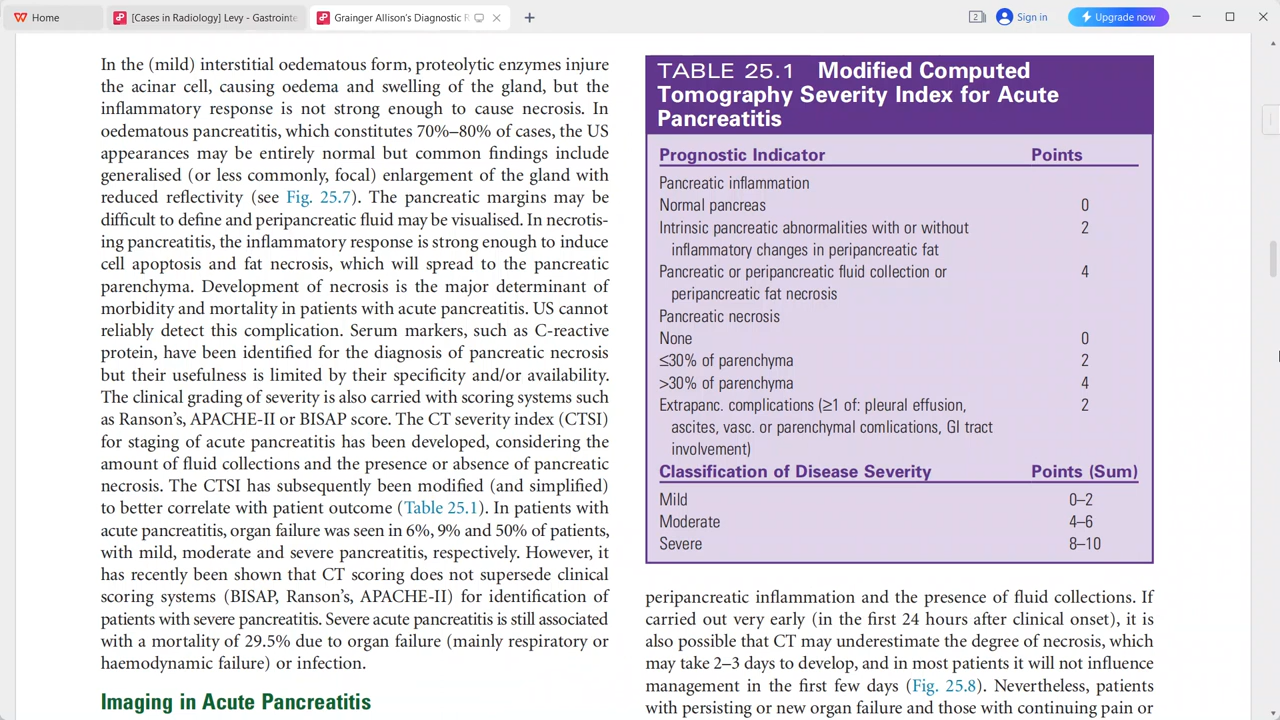 Home
[Cases in Radiology] Levy - Gastrointe
Grainger Allison's Diagnostic R
2
Sign in
Upgrade now
In the (mild) interstitial oedematous form, proteolytic enzymes injure
the acinar cell, causing oedema and swelling of the gland, but the
inflammatory response is not strong enough to cause necrosis. In
oedematous pancreatitis, which constitutes 70%–80% of cases, the US
appearances may be entirely normal but common findings include
generalised (or less commonly, focal) enlargement of the gland with
reduced reflectivity (see Fig. 25.7). The pancreatic margins may be
difficult to define and peripancreatic fluid may be visualised. In necrotis-
ing pancreatitis, the inflammatory response is strong enough to induce
cell apoptosis and fat necrosis, which will spread to the pancreatic
parenchyma. Development of necrosis is the major determinant of
morbidity and mortality in patients with acute pancreatitis. US cannot
reliably detect this complication. Serum markers, such as C-reactive
protein, have been identified for the diagnosis of pancreatic necrosis
but their usefulness is limited by their specificity and/or availability.
The clinical grading of severity is also carried with scoring systems such
as Ranson's, APACHE-II or BISAP score. The CT severity index (CTSI)
for staging of acute pancreatitis has been developed, considering the
amount of fluid collections and the presence or absence of pancreatic
necrosis. The CTSI has subsequently been modified (and simplified)
to better correlate with patient outcome (Table 25.1). In patients with
acute pancreatitis, organ failure was seen in 6%, 9% and 50% of patients,
with mild, moderate and severe pancreatitis, respectively. However, it
has recently been shown that CT scoring does not supersede clinical
scoring systems (BISAP, Ranson's, APACHE-II) for identification of
patients with severe pancreatitis. Severe acute pancreatitis is still associated
with a mortality of 29.5% due to organ failure (mainly respiratory or
haemodynamic failure) or infection.
Imaging in Acute Pancreatitis
TABLE 25.1 Modified Computed
Tomography Severity Index for Acute
Pancreatitis
Prognostic Indicator Points
Pancreatic inflammation
Normal pancreas 0
Intrinsic pancreatic abnormalities with or without 2
inflammatory changes in peripancreatic fat
Pancreatic or peripancreatic fluid collection or 4
peripancreatic fat necrosis
Pancreatic necrosis
None 0
≤30% of parenchyma 2
>30% of parenchyma 4
Extrapanc. complications (≥1 of: pleural effusion, 2
ascites, vasc. or parenchymal comlications, GI tract
involvement)
Classification of Disease Severity Points (Sum)
Mild 0–2
Moderate 4–6
Severe 8–10
peripancreatic inflammation and the presence of fluid collections. If
carried out very early (in the first 24 hours after clinical onset), it is
also possible that CT may underestimate the degree of necrosis, which
may take 2–3 days to develop, and in most patients it will not influence
management in the first few days (Fig. 25.8). Nevertheless, patients
with persisting or new organ failure and those with continuing pain or